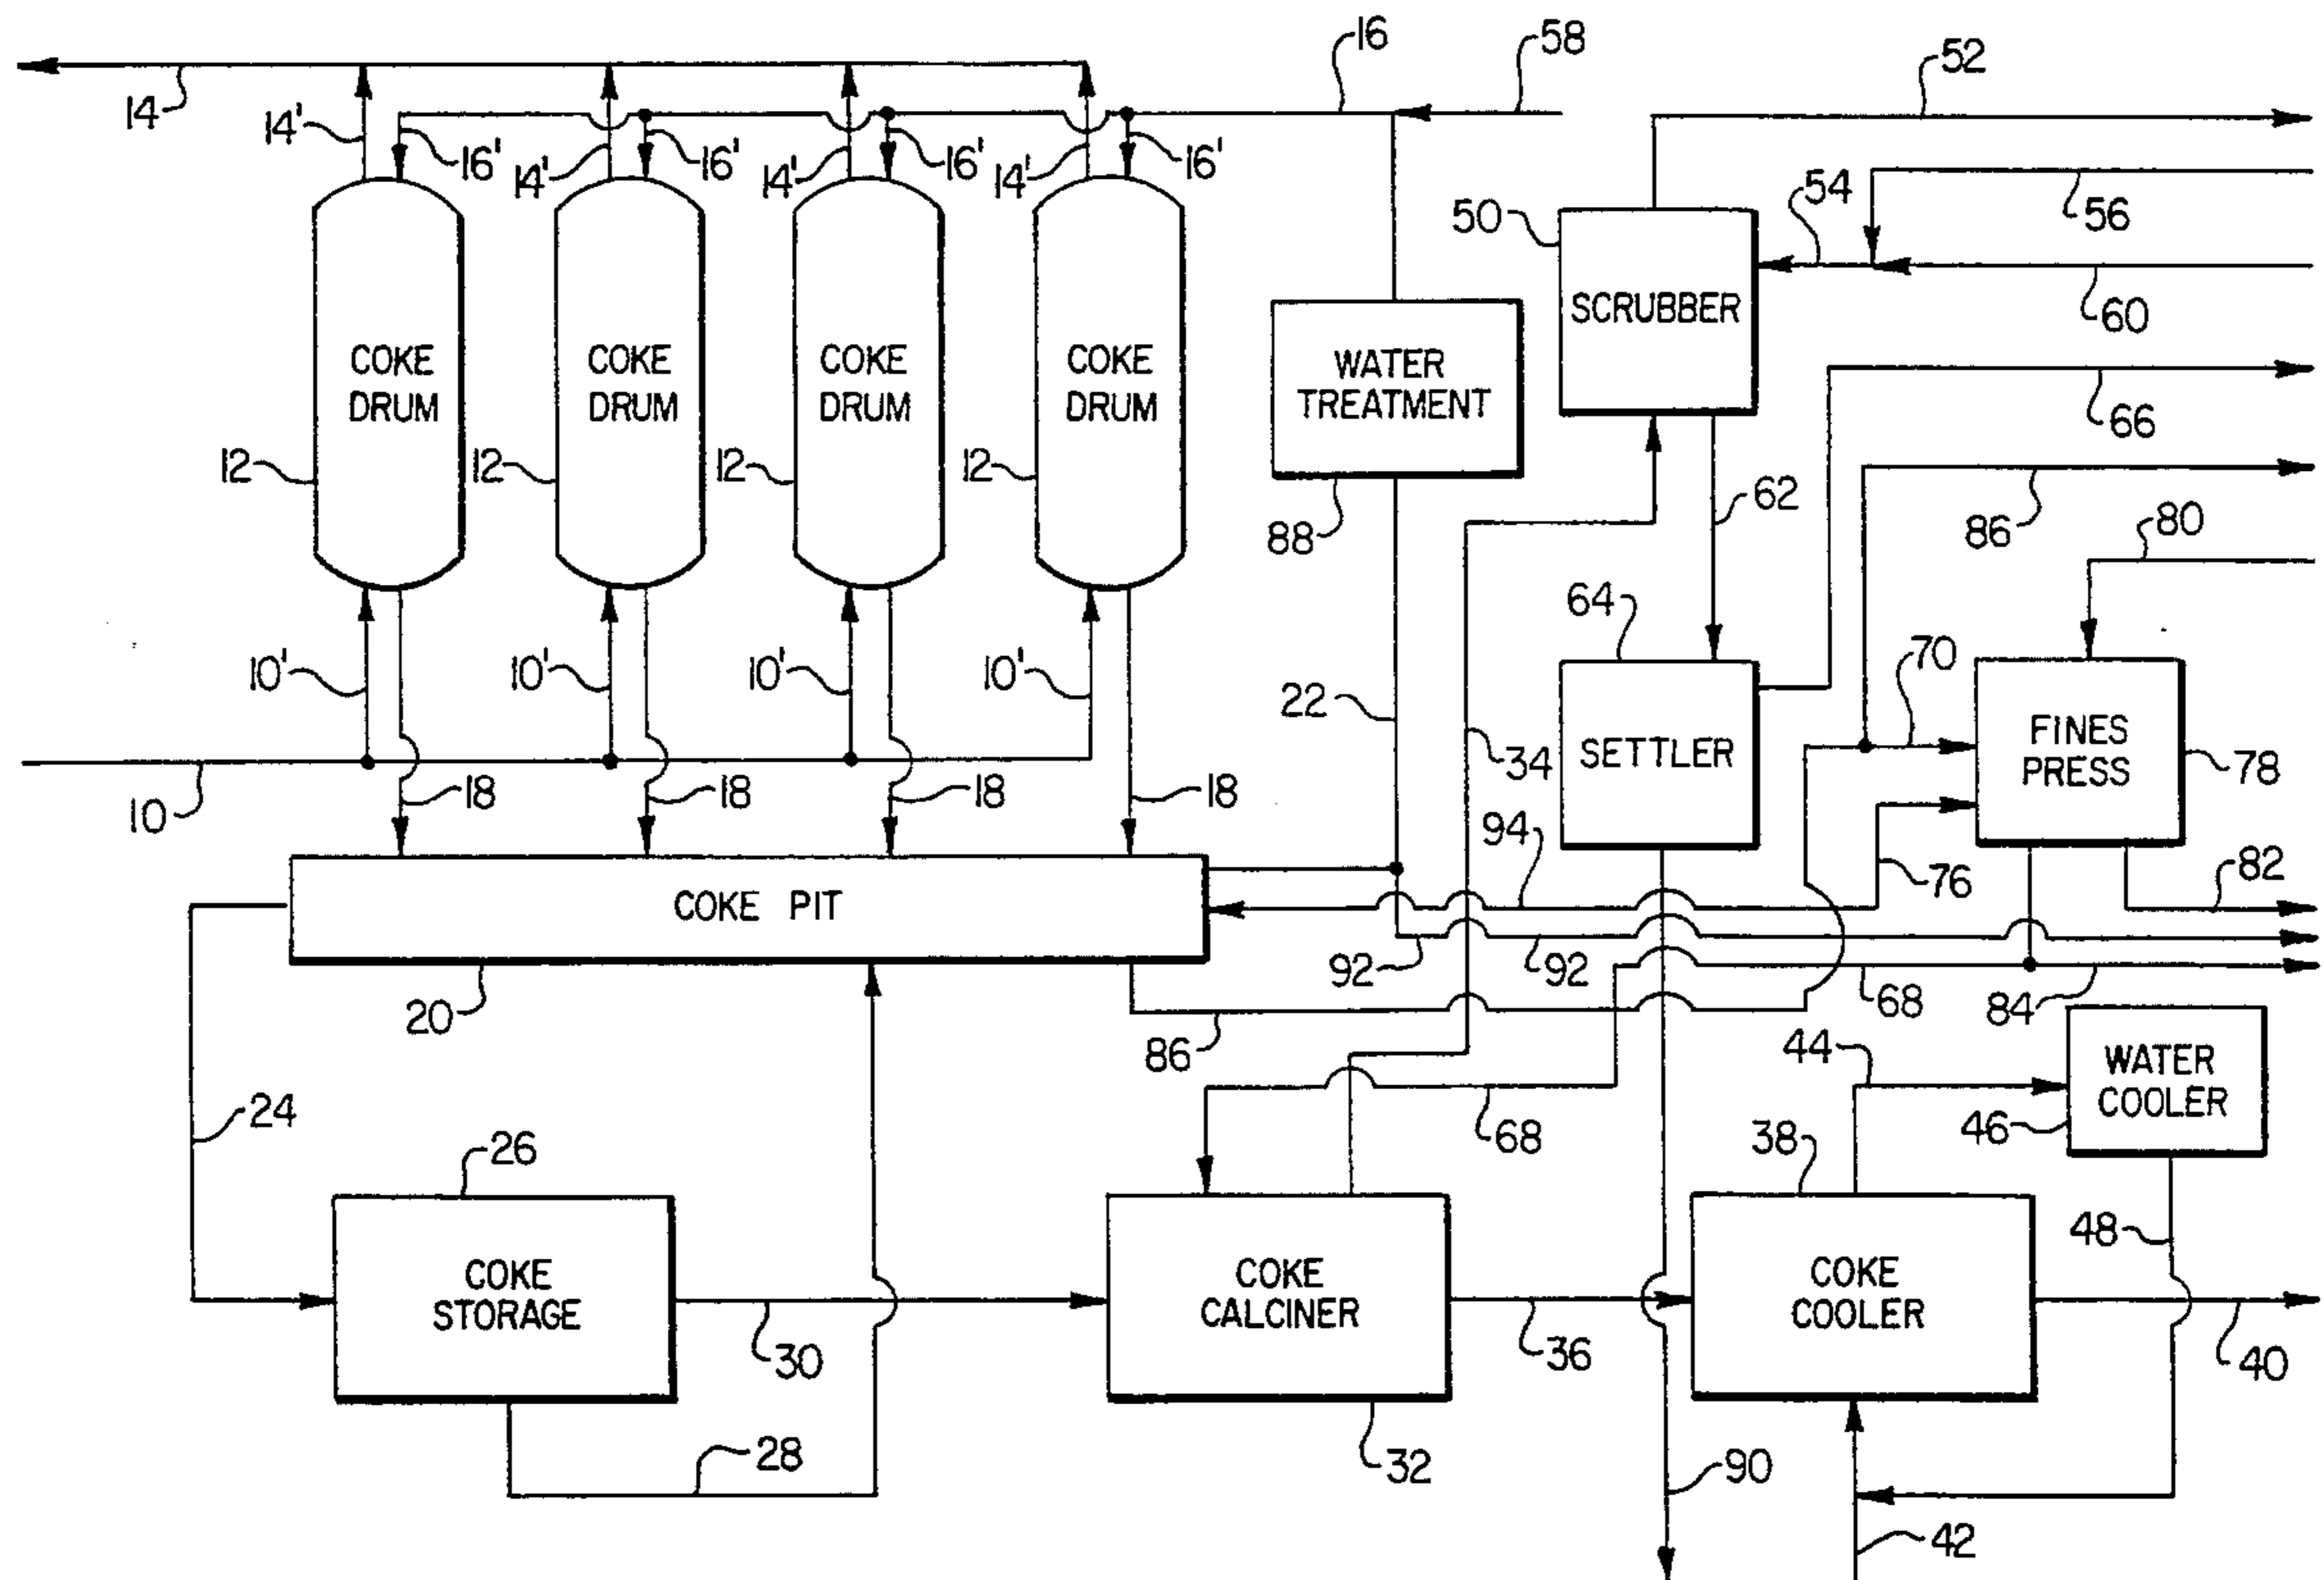 16
58
52
14
14'
16'
14'
16'
14'
16'
14'
16'
54
56
50
SCRUBBER
60
COKE
DRUM
COKE
DRUM
COKE
DRUM
COKE
DRUM
WATER
TREATMENT
66
12
12
12
12
88
62
86
80
64
10'
10'
10'
10'
22
34
SETTLER
70
FINES
PRESS
78
10
18
18
18
18
94
76
82
COKE PIT
20
92
92
68
84
86
44
WATER
COOLER
46
24
26
68
38
48
COKE
STORAGE
30
COKE
CALCINER
36
COKE
COOLER
40
28
32
90
42